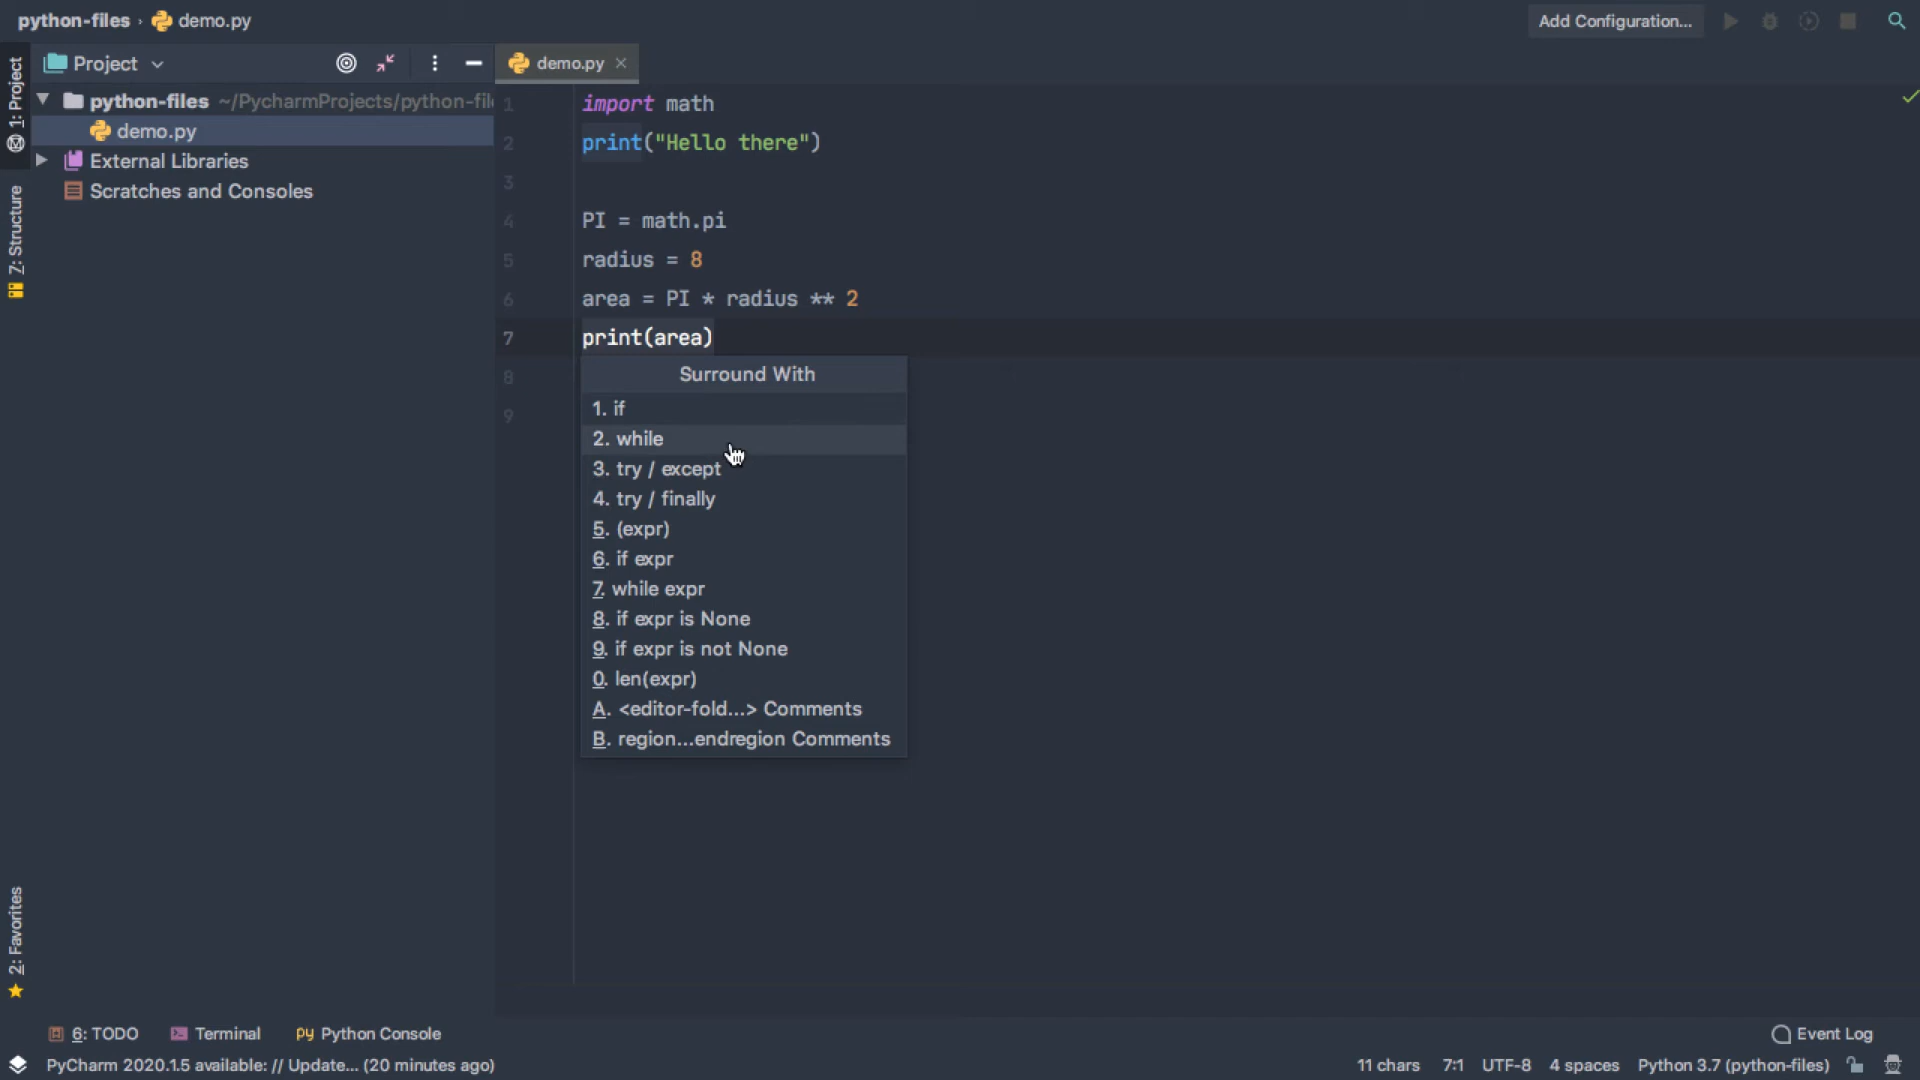 python-files › demo.py
Add Configuration...
1: Project
Project
demo.py
python-files ~/PycharmProjects/python-fil
demo.py
External Libraries
Scratches and Consoles
Z: Structure
2: Favorites
1 import math
2 print("Hello there")
3
4 PI = math.pi
5 radius = 8
6 area = PI * radius ** 2
7 print(area)
8
9
Surround With
1. if
2. while
3. try / except
4. try / finally
5. (expr)
6. if expr
7. while expr
8. if expr is None
9. if expr is not None
0. len(expr)
A. <editor-fold...> Comments
B. region...endregion Comments
6: TODO
Terminal
Python Console
Event Log
PyCharm 2020.1.5 available: // Update... (20 minutes ago)
11 chars 7:1 UTF-8 4 spaces Python 3.7 (python-files)